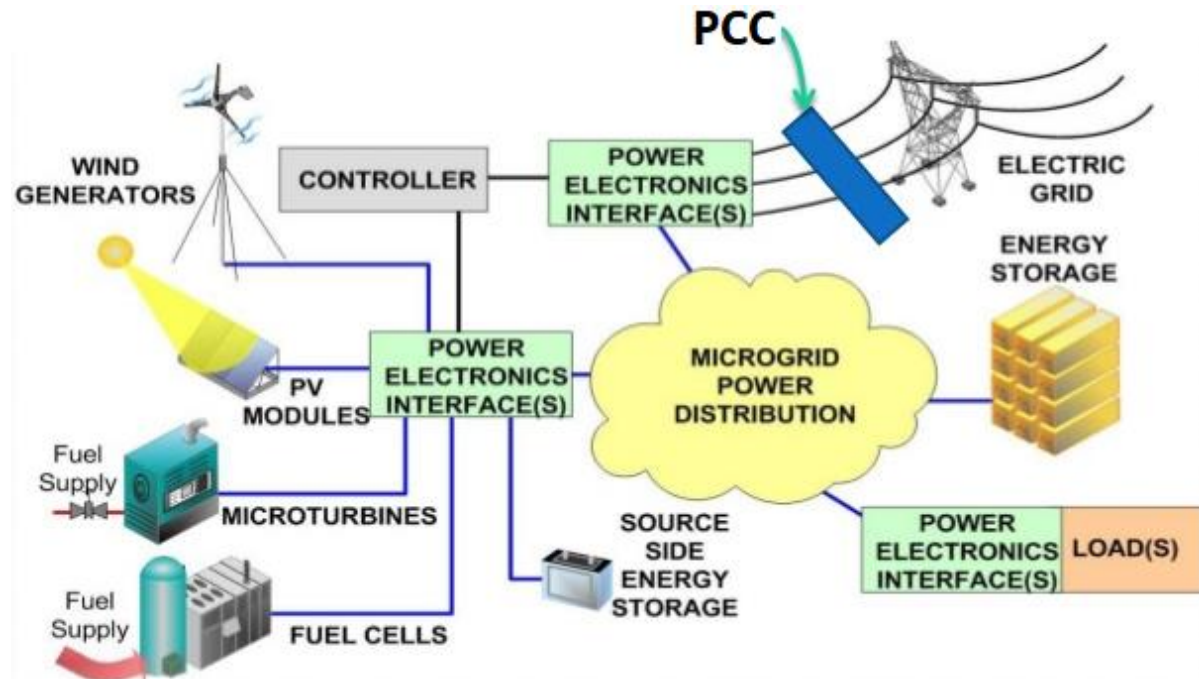 PCC
WIND
GENERATORS
CONTROLLER
POWER
ELECTRONICS
INTERFACE(S)
ELECTRIC
GRID
ENERGY
STORAGE
PV
MODULES
POWER
ELECTRONICS
INTERFACE(S)
MICROGRID
POWER
DISTRIBUTION
Fuel
Supply
MICROTURBINES
SOURCE
SIDE
ENERGY
STORAGE
POWER
ELECTRONICS
INTERFACE(S)
LOAD(S)
Fuel
Supply
FUEL CELLS